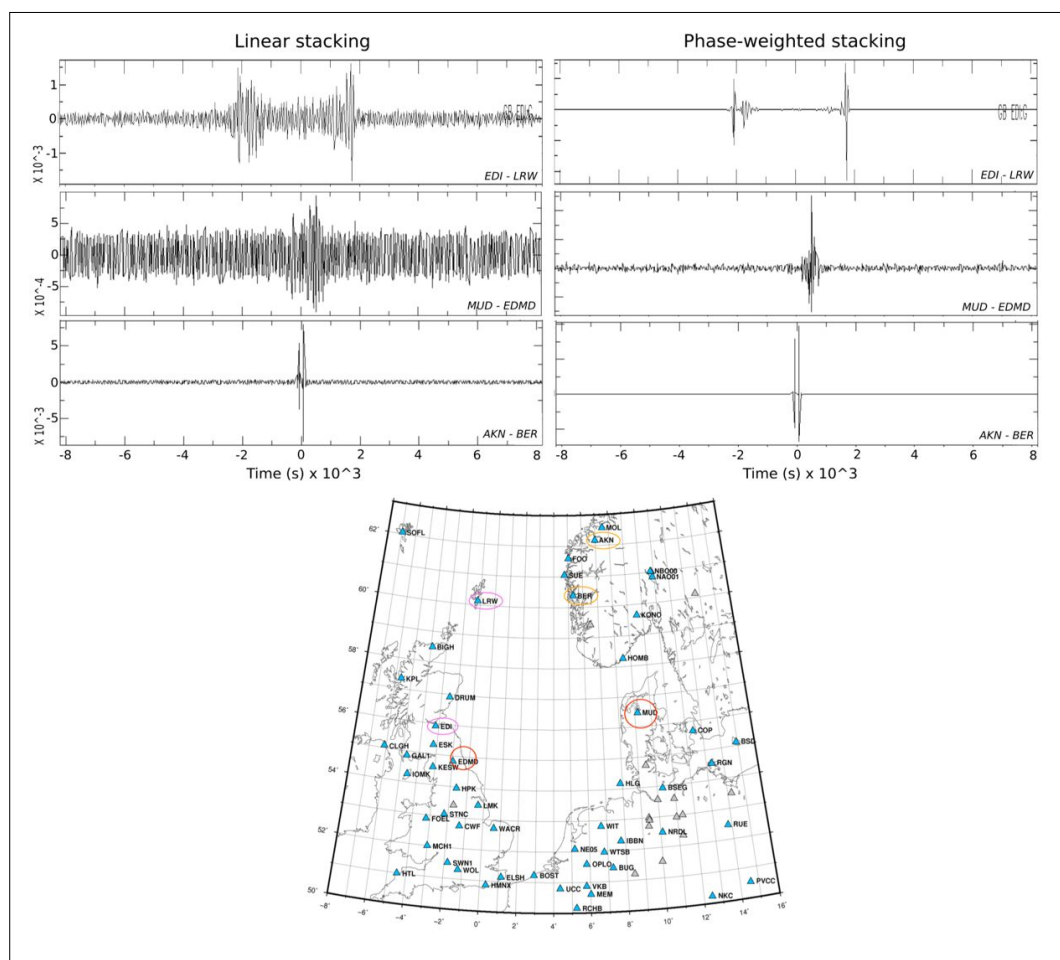 Linear stacking
Phase-weighted stacking
1
0
-1
X 10^-3
GB EDI:G
EDI - LRW
GB EDI:G
EDI - LRW
5
0
-5
X 10^-4
MUD - EDMD
MUD - EDMD
5
0
-5
X 10^-3
AKN - BER
AKN - BER
-8 -6 -4 -2 0 2 4 6 8
-8 -6 -4 -2 0 2 4 6 8
Time (s) x 10^3
Time (s) x 10^3
62°
SOFL
MOL
AKN
FOO
SUE
NBO00
NAO01
60°
LRW
BER
KONO
58°
BIGH
HOMB
KPL
DRUM
56°
MUD
EDI
COP
CLGH
ESK
BSD
GALT
EDMD
54°
KESW
RGN
IOMK
HPK
HLG
BSEG
LMK
52°
STNC
FOEL
CWF
WACR
WIT
NRDL
RUE
IBBN
MCH1
NE05
WTSB
SWN1
OPLO
BUG
50°
HTL
WOL
ELSH
BOST
PVCC
HMNX
UCC
VKB
MEM
NKC
RCHB
-8° -6° -4° -2° 0° 2° 4° 6° 8° 10° 12° 14° 16°